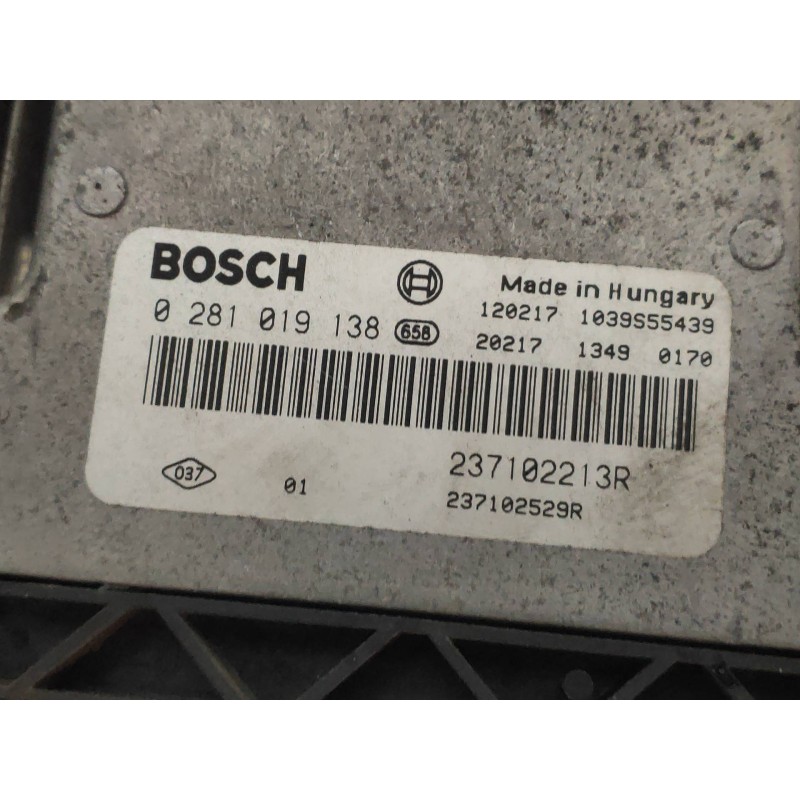 BOSCH
Made in Hungary
0 281 019 138 658
120217 1039S55439
20217 1349 0170
037
01
237102213R
237102529R